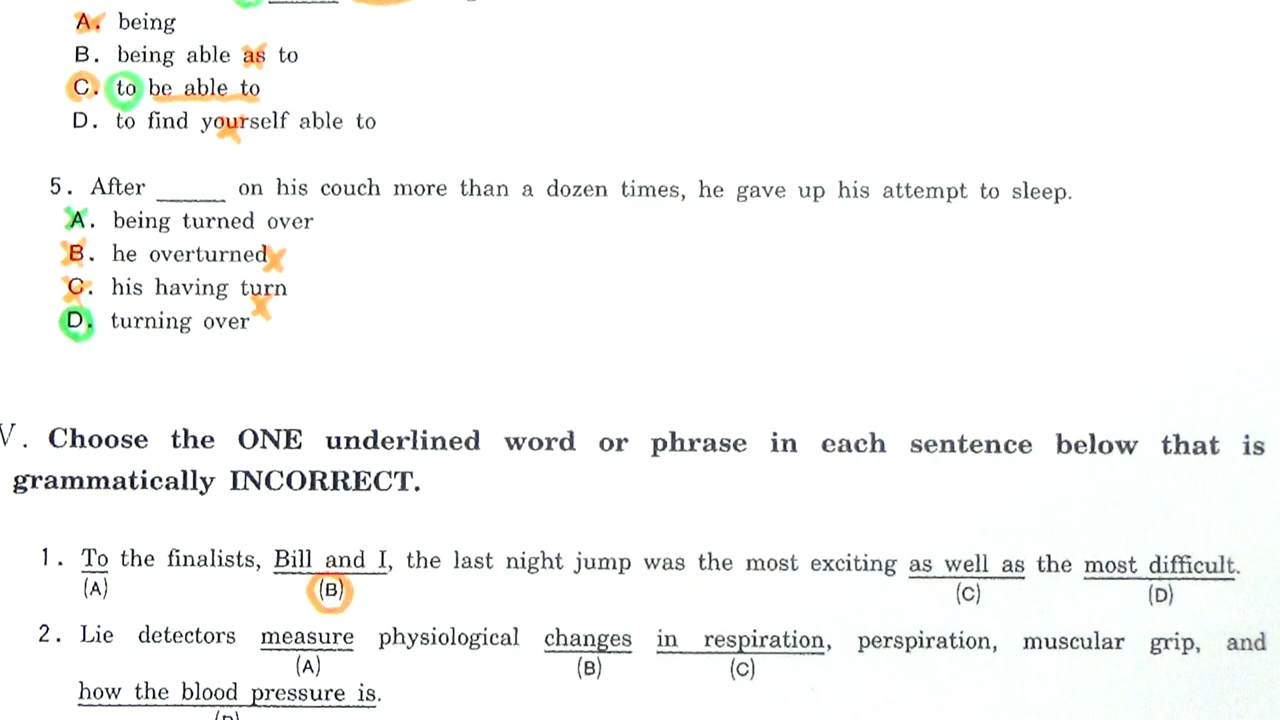 A. being
B. being able as to
C. to be able to
D. to find yourself able to
5. After ______ on his couch more than a dozen times, he gave up his attempt to sleep.
A. being turned over
B. he overturned
C. his having turn
D. turning over
V. Choose the ONE underlined word or phrase in each sentence below that is
grammatically INCORRECT.
1. To the finalists, Bill and I, the last night jump was the most exciting as well as the most difficult.
(A) (B) (C) (D)
2. Lie detectors measure physiological changes in respiration, perspiration, muscular grip, and
(A) (B) (C)
how the blood pressure is.
(D)